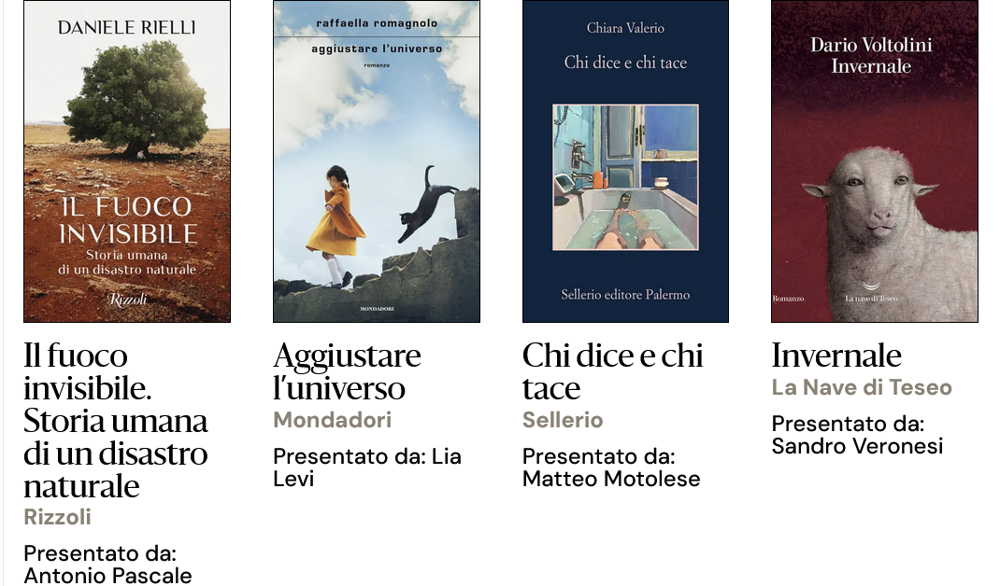 DANIELE RIELLI
IL FUOCO
INVISIBILE
Storia umana
di un disastro naturale
Rizzoli
Il fuoco
invisibile.
Storia umana
di un disastro
naturale
Rizzoli
Presentato da:
Antonio Pascale
raffaella romagnolo
aggiustare l'universo
romanzo
MONDADORI
Aggiustare
l'universo
Mondadori
Presentato da: Lia
Levi
Chiara Valerio
Chi dice e chi tace
Sellerio editore Palermo
Chi dice e chi
tace
Sellerio
Presentato da:
Matteo Motolese
Dario Voltolini
Invernale
Romanzo
La nave di Teseo
Invernale
La Nave di Teseo
Presentato da:
Sandro Veronesi